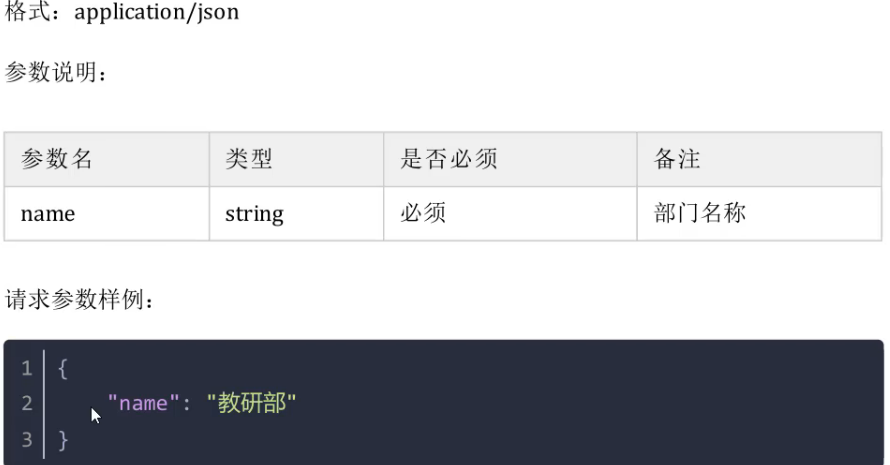 格式：application/json
参数说明：
参数名 类型 是否必须 备注
name string 必须 部门名称
请求参数样例：
1 {
2 "name": "教研部"
3 }